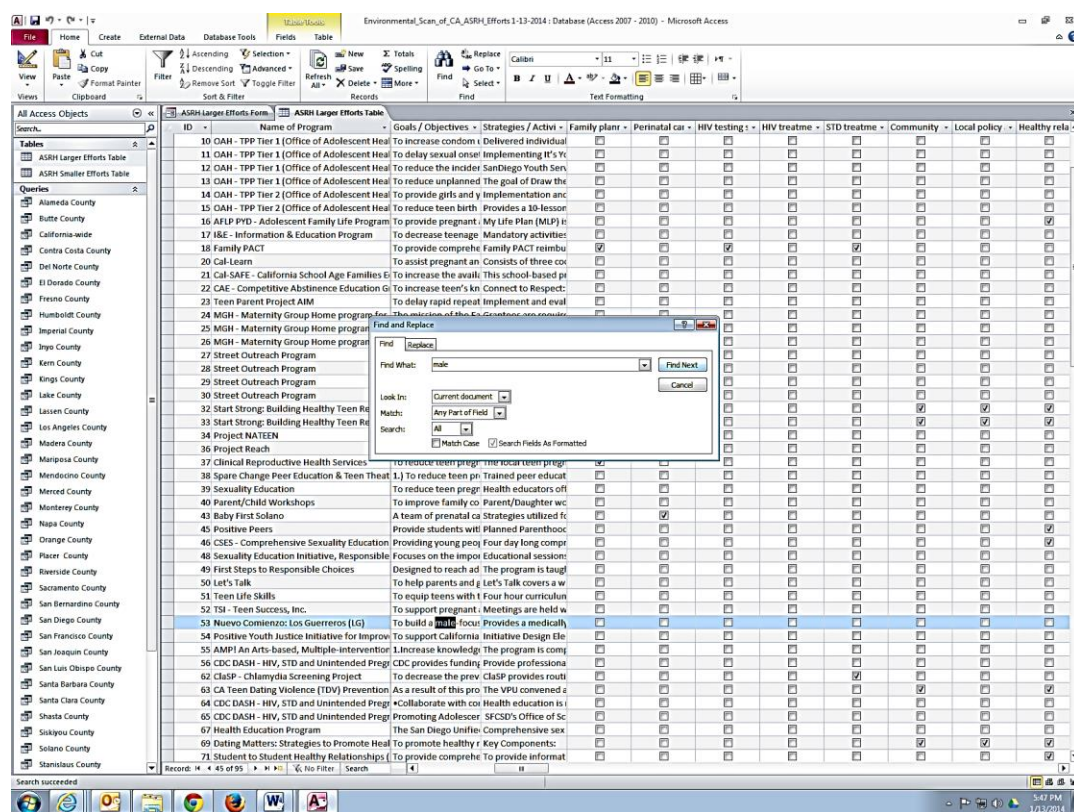 Table Tools
Environmental_Scan_of_CA_ASRH_Efforts 1-13-2014 : Database (Access 2007 - 2010) - Microsoft Access
File Home Create External Data Database Tools Fields Table
View
Views
Paste
Cut
Copy
Format Painter
Clipboard
Filter
Ascending
Descending
Remove Sort
Selection
Advanced
Toggle Filter
Sort & Filter
Refresh All
New
Save
Delete
Totals
Spelling
More
Records
Find
Replace
Go To
Select
Find
Calibri 11
B I U A
Text Formatting
All Access Objects
Search..
Tables
ASRH Larger Efforts Table
ASRH Smaller Efforts Table
Queries
Alameda County
Butte County
California-wide
Contra Costa County
Del Norte County
El Dorado County
Fresno County
Humboldt County
Imperial County
Inyo County
Kern County
Kings County
Lake County
Lassen County
Los Angeles County
Madera County
Mariposa County
Mendocino County
Merced County
Monterey County
Napa County
Orange County
Placer County
Riverside County
Sacramento County
San Bernardino County
San Diego County
San Francisco County
San Joaquin County
San Luis Obispo County
Santa Barbara County
Santa Clara County
Shasta County
Siskiyou County
Solano County
Stanislaus County
ASRH Larger Efforts Form ASRH Larger Efforts Table
ID Name of Program Goals / Objectives Strategies / Activi Family planr Perinatal car HIV testing HIV treatme STD treatme Community Local policy Healthy rela
10 OAH - TPP Tier 1 (Office of Adolescent Heal To increase condom Delivered individual
11 OAH - TPP Tier 1 (Office of Adolescent Heal To delay sexual onse Implementing It's Yo
12 OAH - TPP Tier 1 (Office of Adolescent Heal To reduce the incider SanDiego Youth Serv
13 OAH - TPP Tier 1 (Office of Adolescent Heal To reduce unplanned The goal of Draw the
14 OAH - TPP Tier 2 (Office of Adolescent Heal To provide girls and y Implementation and
15 OAH - TPP Tier 2 (Office of Adolescent Heal To reduce teen birth Provides a 10-lesson
16 AFLP PYD - Adolescent Family Life Program To provide pregnant My Life Plan (MLP) is
17 I&E - Information & Education Program To decrease teenage Mandatory activities
18 Family PACT To provide comprehe Family PACT reimbu
20 Cal-Learn To assist pregnant an Consists of three coo
21 Cal-SAFE - California School Age Families E To increase the availa This school-based pr
22 CAE - Competitive Abstinence Education G To increase teen's kn Connect to Respect:
23 Teen Parent Project AIM To delay rapid repeat Implement and eval
24 MGH - Maternity Group Home program for The mission of the Fa Grantees are require
25 MGH - Maternity Group Home program
26 MGH - Maternity Group Home program
27 Street Outreach Program
28 Street Outreach Program
29 Street Outreach Program
30 Street Outreach Program
32 Start Strong: Building Healthy Teen Re
33 Start Strong: Building Healthy Teen Re
34 Project NATEEN
36 Project Reach
37 Clinical Reproductive Health Services To reduce teen pregr The local teen pregr
38 Spare Change Peer Education & Teen Theat 1.) To reduce teen pr Trained peer educat
39 Sexuality Education To reduce teen pregr Health educators off
40 Parent/Child Workshops To improve family co Parent/Daughter wo
43 Baby First Solano A team of prenatal ca Strategies utilized fo
45 Positive Peers Provide students wit Planned Parenthood
46 CSES - Comprehensive Sexuality Education Providing young peop Four day long compr
48 Sexuality Education Initiative, Responsible Focuses on the impor Educational session
49 First Steps to Responsible Choices Designed to reach ad The program is taugl
50 Let's Talk To help parents and g Let's Talk covers a w
51 Teen Life Skills To equip teens with t Four hour curriculun
52 TSI - Teen Success, Inc. To support pregnant Meetings are held w
53 Nuevo Comienzo: Los Guerreros (LG) To build a male-focus Provides a medically
54 Positive Youth Justice Initiative for Improv To support California Initiative Design Ele
55 AMP! An Arts-based, Multiple-intervention 1.Increase knowledge The program is comp
56 CDC DASH - HIV, STD and Unintended Pregr CDC provides funding Provide professiona
62 ClaSP - Chlamydia Screening Project To decrease the prev ClaSP provides routi
63 CA Teen Dating Violence (TDV) Prevention As a result of this pro The VPU convened a
64 CDC DASH - HIV, STD and Unintended Pregr •Collaborate with co Health education is
65 CDC DASH - HIV, STD and Unintended Pregr Promoting Adolescer SFCSD's Office of Sc
67 Health Education Program The San Diego Unifie Comprehensive sex
69 Dating Matters: Strategies to Promote Heal To promote healthy r Key Components:
71 Student to Student Healthy Relationships ( To provide comprehe To provide informat
Find and Replace
Find Replace
Find What: male Find Next
Cancel
Look In: Current document
Match: Any Part of Field
Search: All
Match Case Search Fields As Formatted
Record: 45 of 95 No Filter Search
Search succeeded
5:47 PM
1/13/2014